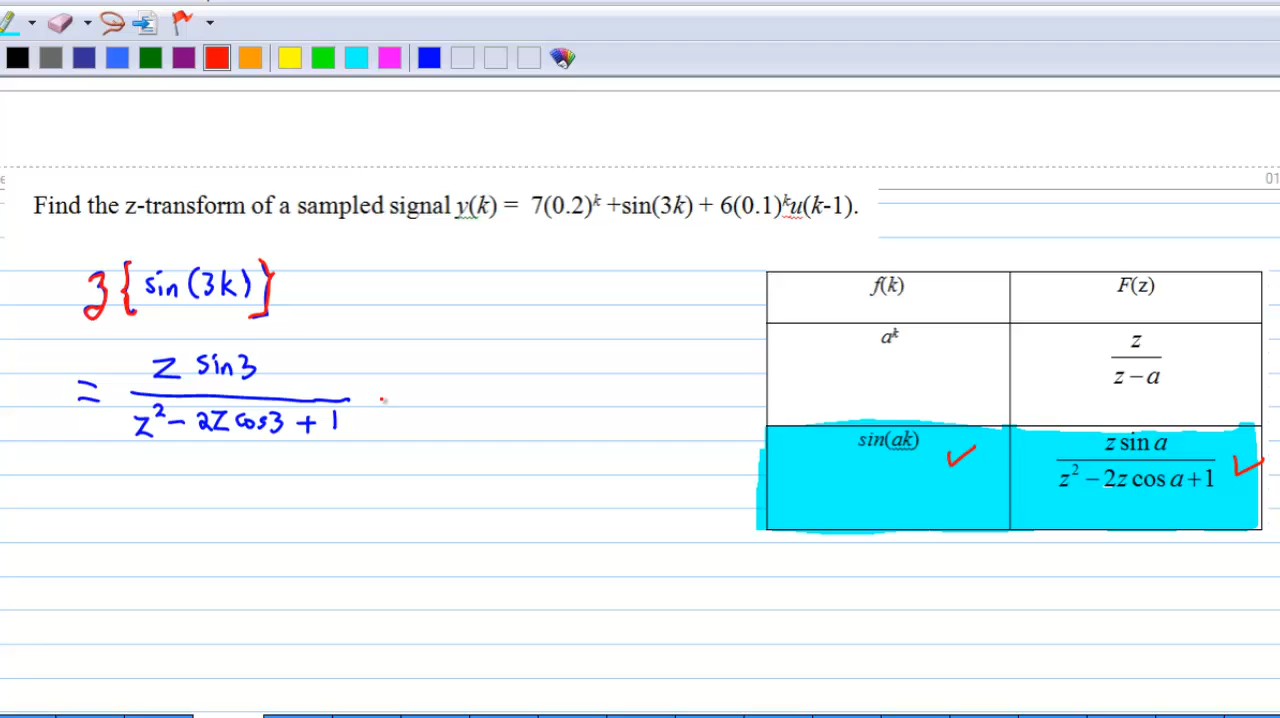 01
Find the z-transform of a sampled signal y(k) = 7(0.2)^k +sin(3k) + 6(0.1)^k u(k-1).
ʒ{sin(3k)}
= z sin3 / z² - 2z cos3 + 1
f(k) F(z)
a^k z / z - a
sin(ak) ✓ z sin a / z² - 2z cos a + 1 ✓